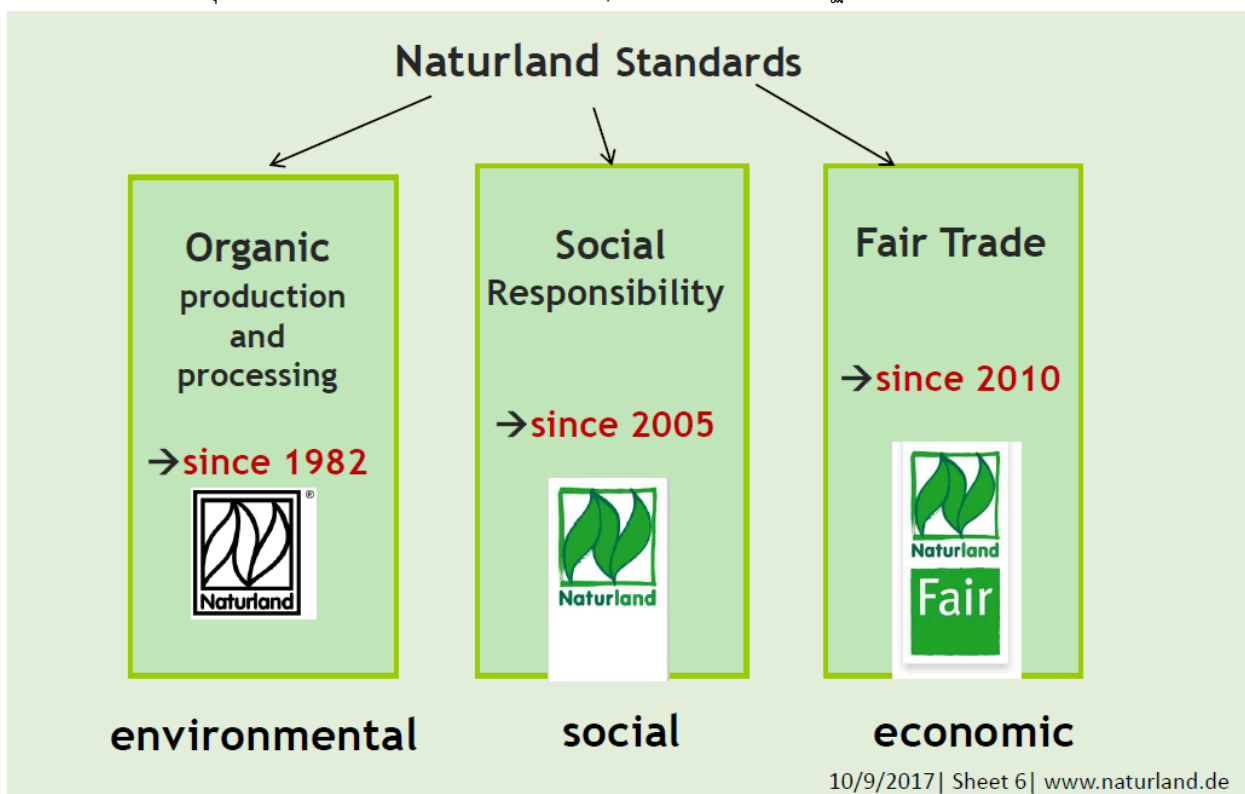 Naturland Standards
Organic
production
and
processing
→since 1982
®
Naturland
Social
Responsibility
→since 2005
Naturland
Fair Trade
→since 2010
Naturland
Fair
environmental
social
economic
10/9/2017| Sheet 6| www.naturland.de